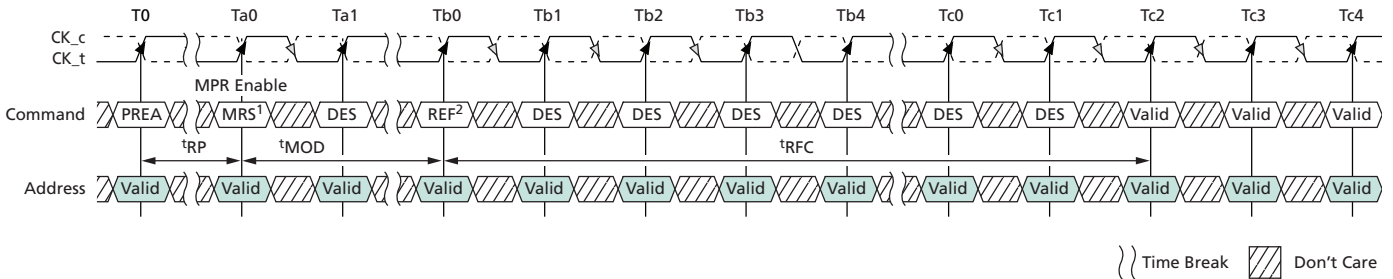 T0 Ta0 Ta1 Tb0 Tb1 Tb2 Tb3 Tb4 Tc0 Tc1 Tc2 Tc3 Tc4
CK_c
CK_t
MPR Enable
Command PREA MRS¹ DES REF² DES DES DES DES DES DES Valid Valid Valid
tRP tMOD tRFC
Address Valid Valid Valid Valid Valid Valid Valid Valid Valid Valid Valid Valid Valid
Time Break Don't Care